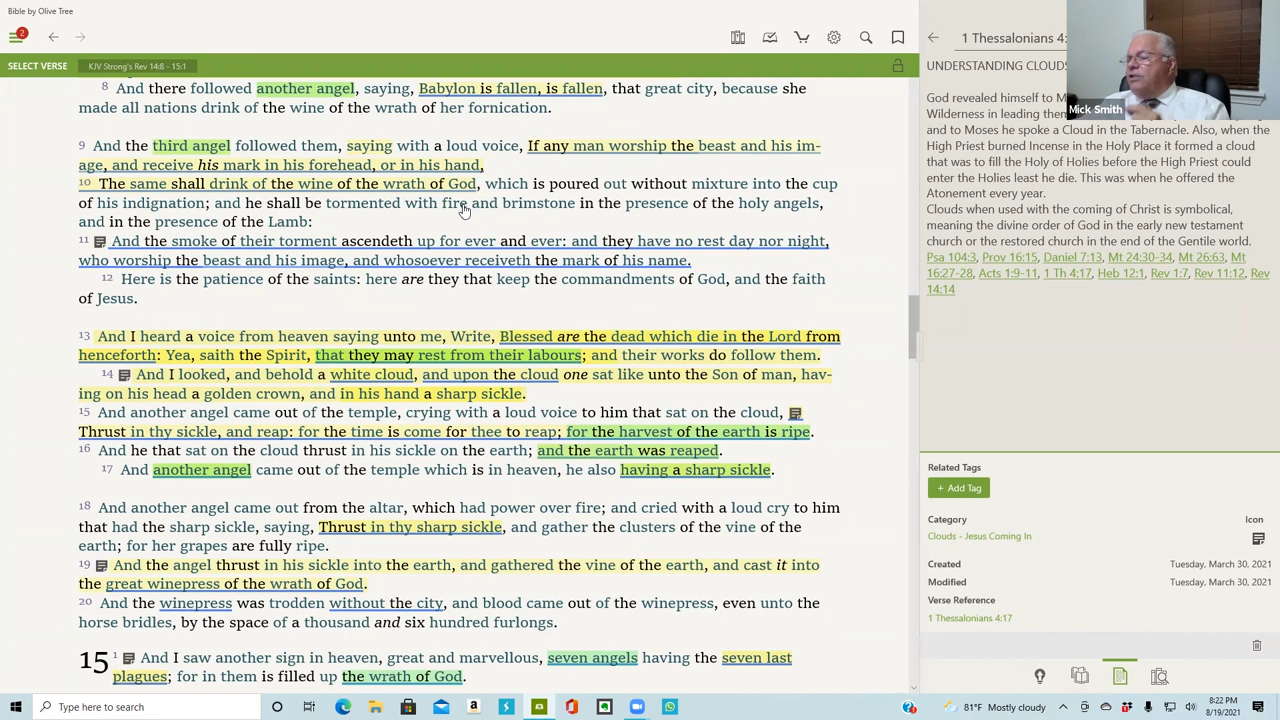 Bible by Olive Tree
2
SELECT VERSE
KJV Strong's Rev 14:8 - 15:1
8 And there followed another angel, saying, Babylon is fallen, is fallen, that great city, because she
made all nations drink of the wine of the wrath of her fornication.
9 And the third angel followed them, saying with a loud voice, If any man worship the beast and his im-
age, and receive his mark in his forehead, or in his hand,
10 The same shall drink of the wine of the wrath of God, which is poured out without mixture into the cup
of his indignation; and he shall be tormented with fire and brimstone in the presence of the holy angels,
and in the presence of the Lamb:
11 And the smoke of their torment ascendeth up for ever and ever: and they have no rest day nor night,
who worship the beast and his image, and whosoever receiveth the mark of his name.
12 Here is the patience of the saints: here are they that keep the commandments of God, and the faith
of Jesus.
13 And I heard a voice from heaven saying unto me, Write, Blessed are the dead which die in the Lord from
henceforth: Yea, saith the Spirit, that they may rest from their labours; and their works do follow them.
14 And I looked, and behold a white cloud, and upon the cloud one sat like unto the Son of man, hav-
ing on his head a golden crown, and in his hand a sharp sickle.
15 And another angel came out of the temple, crying with a loud voice to him that sat on the cloud,
Thrust in thy sickle, and reap: for the time is come for thee to reap; for the harvest of the earth is ripe.
16 And he that sat on the cloud thrust in his sickle on the earth; and the earth was reaped.
17 And another angel came out of the temple which is in heaven, he also having a sharp sickle.
18 And another angel came out from the altar, which had power over fire; and cried with a loud cry to him
that had the sharp sickle, saying, Thrust in thy sharp sickle, and gather the clusters of the vine of the
earth; for her grapes are fully ripe.
19 And the angel thrust in his sickle into the earth, and gathered the vine of the earth, and cast it into
the great winepress of the wrath of God.
20 And the winepress was trodden without the city, and blood came out of the winepress, even unto the
horse bridles, by the space of a thousand and six hundred furlongs.
15 1 And I saw another sign in heaven, great and marvellous, seven angels having the seven last
plagues; for in them is filled up the wrath of God.
1 Thessalonians 4:
UNDERSTANDING CLOUDS
God revealed himself to M
Wilderness in leading them
and to Moses he spoke a Cloud in the Tabernacle. Also, when the
High Priest burned Incense in the Holy Place it formed a cloud
that was to fill the Holy of Holies before the High Priest could
enter the Holies least he die. This was when he offered the
Atonement every year.
Clouds when used with the coming of Christ is symbolical,
meaning the divine order of God in the early new testament
church or the restored church in the end of the Gentile world.
Psa 104:3, Prov 16:15, Daniel 7:13, Mt 24:30-34, Mt 26:63, Mt
16:27-28, Acts 1:9-11, 1 Th 4:17, Heb 12:1, Rev 1:7, Rev 11:12, Rev
14:14
Mick Smith
Related Tags
+ Add Tag
Category
Icon
Clouds - Jesus Coming In
Created
Tuesday, March 30, 2021
Modified
Tuesday, March 30, 2021
Verse Reference
1 Thessalonians 4:17
Type here to search
81°F Mostly cloudy
8:22 PM
8/19/2021